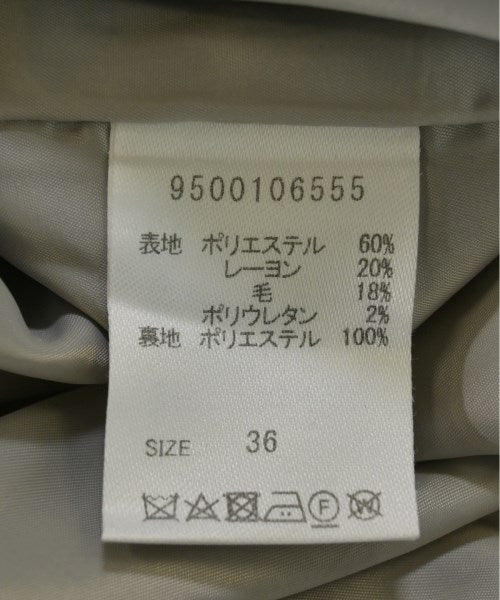 9500106555
表地 ポリエステル 60%
レーヨン 20%
毛 18%
ポリウレタン 2%
裏地 ポリエステル 100%
SIZE 36
F W